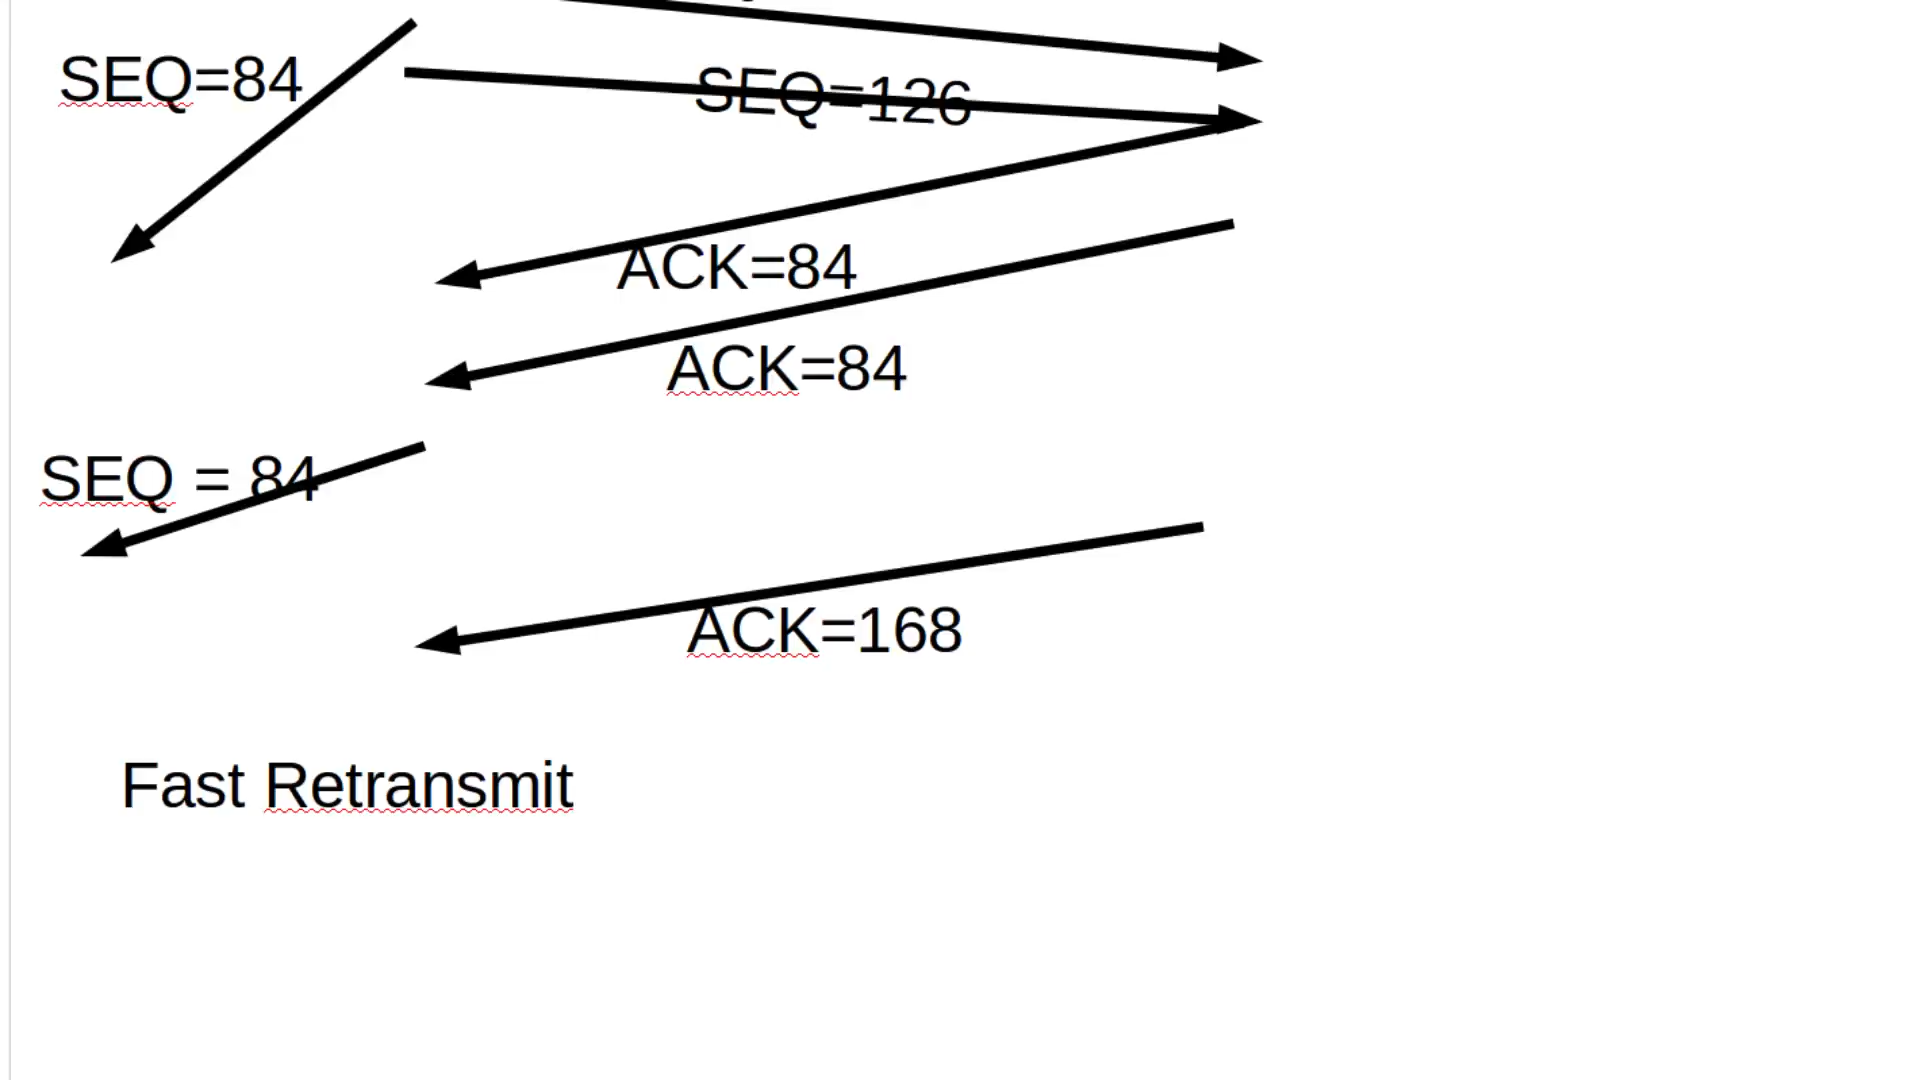 SEQ=84
SEQ=126
ACK=84
ACK=84
SEQ = 84
ACK=168
Fast Retransmit